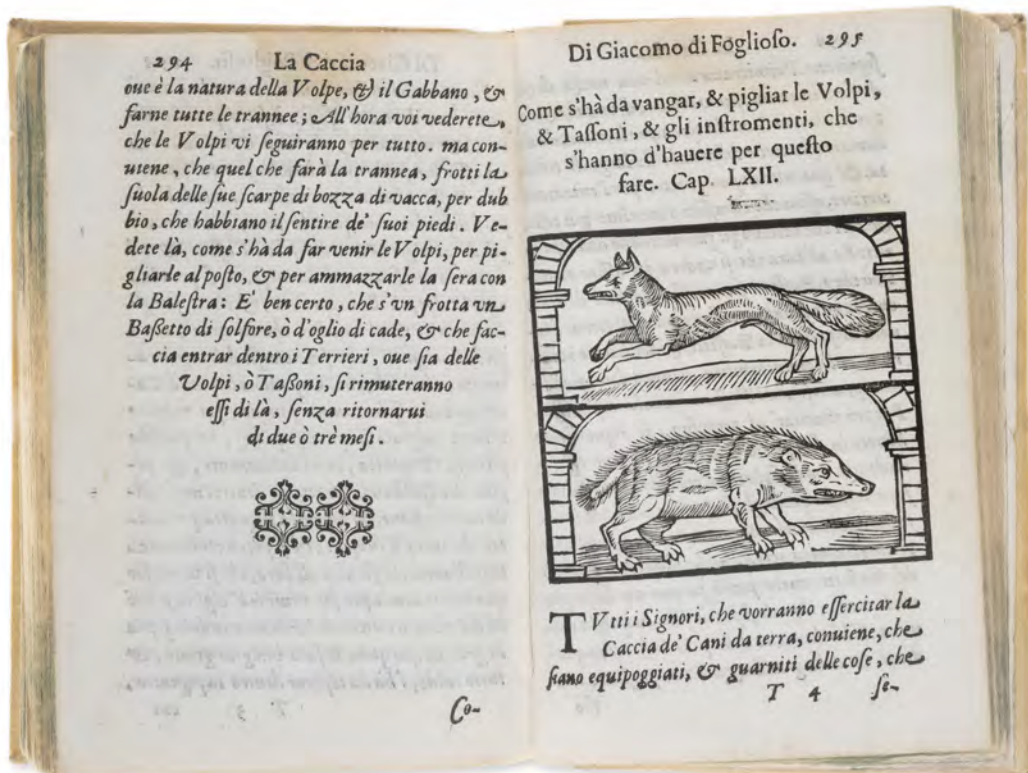 294 La Caccia
oue è la natura della Volpe, & il Gabbano, &
farne tutte le trannee; All'hora voi vederete,
che le Volpi vi ſeguiranno per tutto. ma con-
utene, che quel che farà la trannea, frotti la
ſuola delle ſue ſcarpe di bozza di vacca, per dub
bio, che habbiano il ſentire de' ſuoi piedi. Ve-
dete là, come s'hà da far venir le Volpi, per pi-
gliarle al poſto, & per ammazzarle la ſera con
la Baleſtra: E' ben certo, che s'vn frotta vn
Baßetto di ſolfore, ò d'oglio di cade, & che fac-
cia entrar dentro i Terrieri, oue ſia delle
Volpi, ò Taßoni, ſi rimuteranno
eſſi di là, ſenza ritornarui
di due ò trè meſi.
Co-
Di Giacomo di Foglioſo. 295
Come s'hà da vangar, & pigliar le Volpi,
& Taſſoni, & gli inſtromenti, che
s'hanno d'hauere per queſto
fare. Cap. LXII.
TVtti i Signori, che vorranno eſſercitar la
Caccia de' Cani da terra, conuiene, che
ſiano equipoggiati, & guarniti delle coſe, che
T 4 ſe-